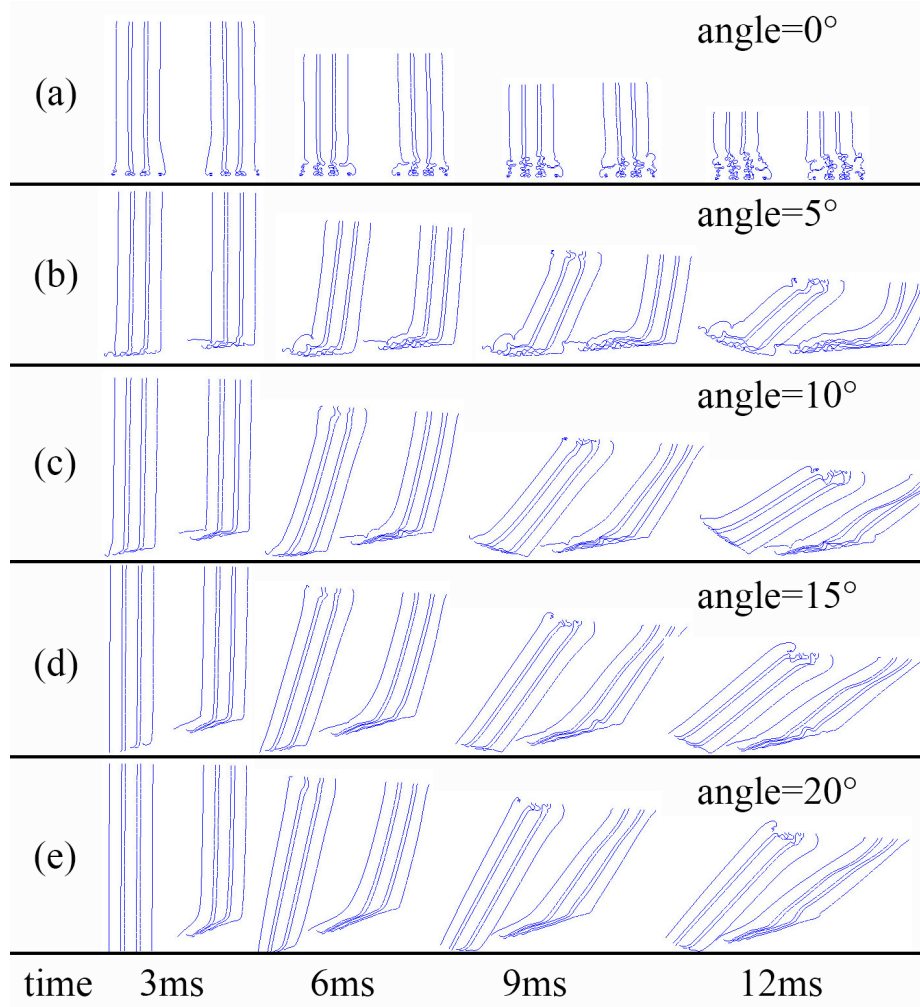 (a) angle=0°
(b) angle=5°
(c) angle=10°
(d) angle=15°
(e) angle=20°
time 3ms 6ms 9ms 12ms